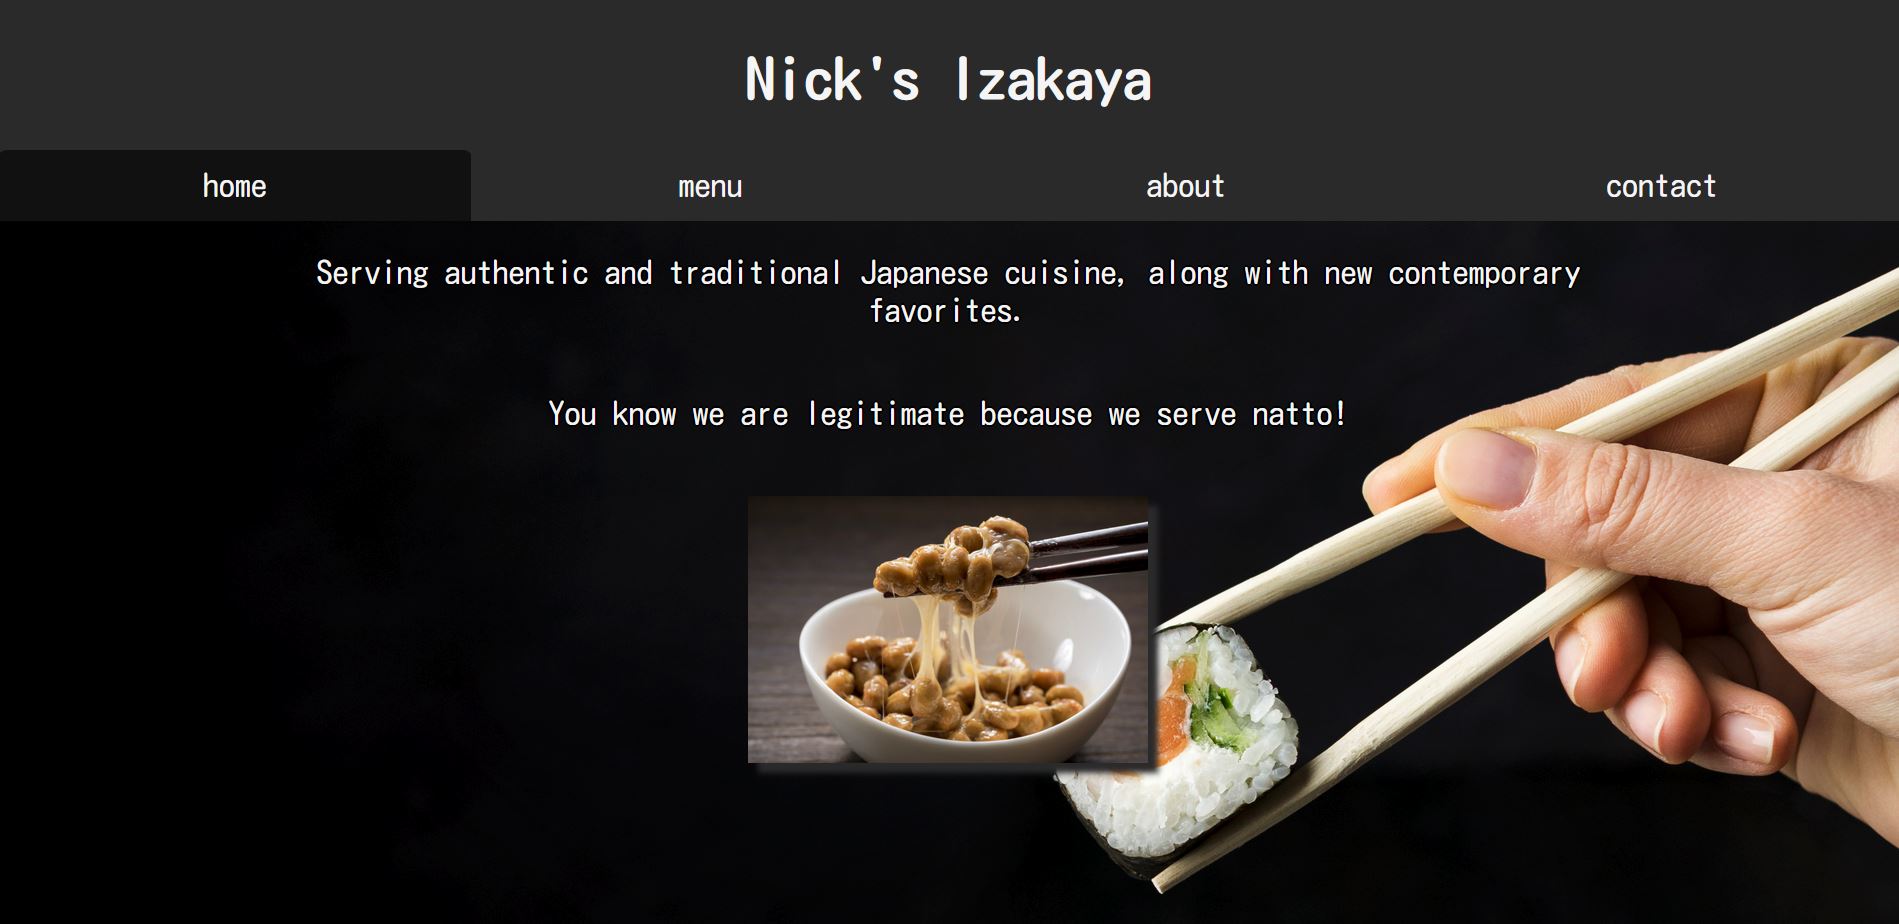 Nick's Izakaya
home
menu
about
contact
Serving authentic and traditional Japanese cuisine, along with new contemporary
favorites.
You know we are legitimate because we serve natto!